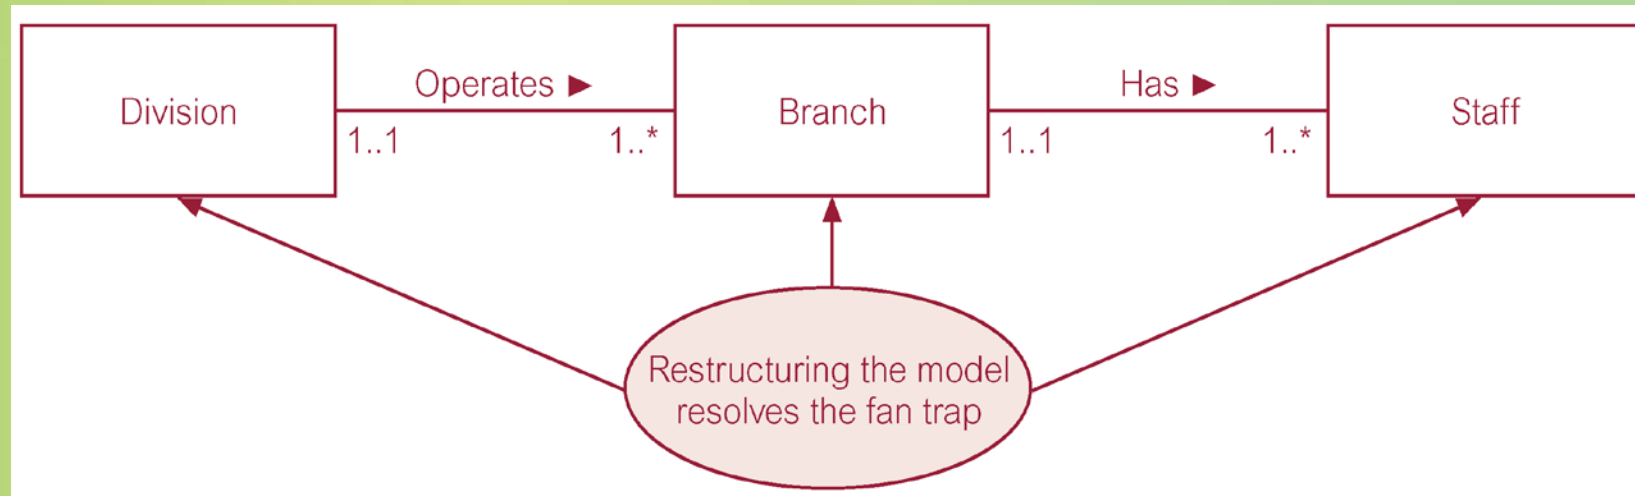 Operates ►
Has ►
Division
Branch
Staff
1..1
1..*
1..1
1..*
Restructuring the model
resolves the fan trap